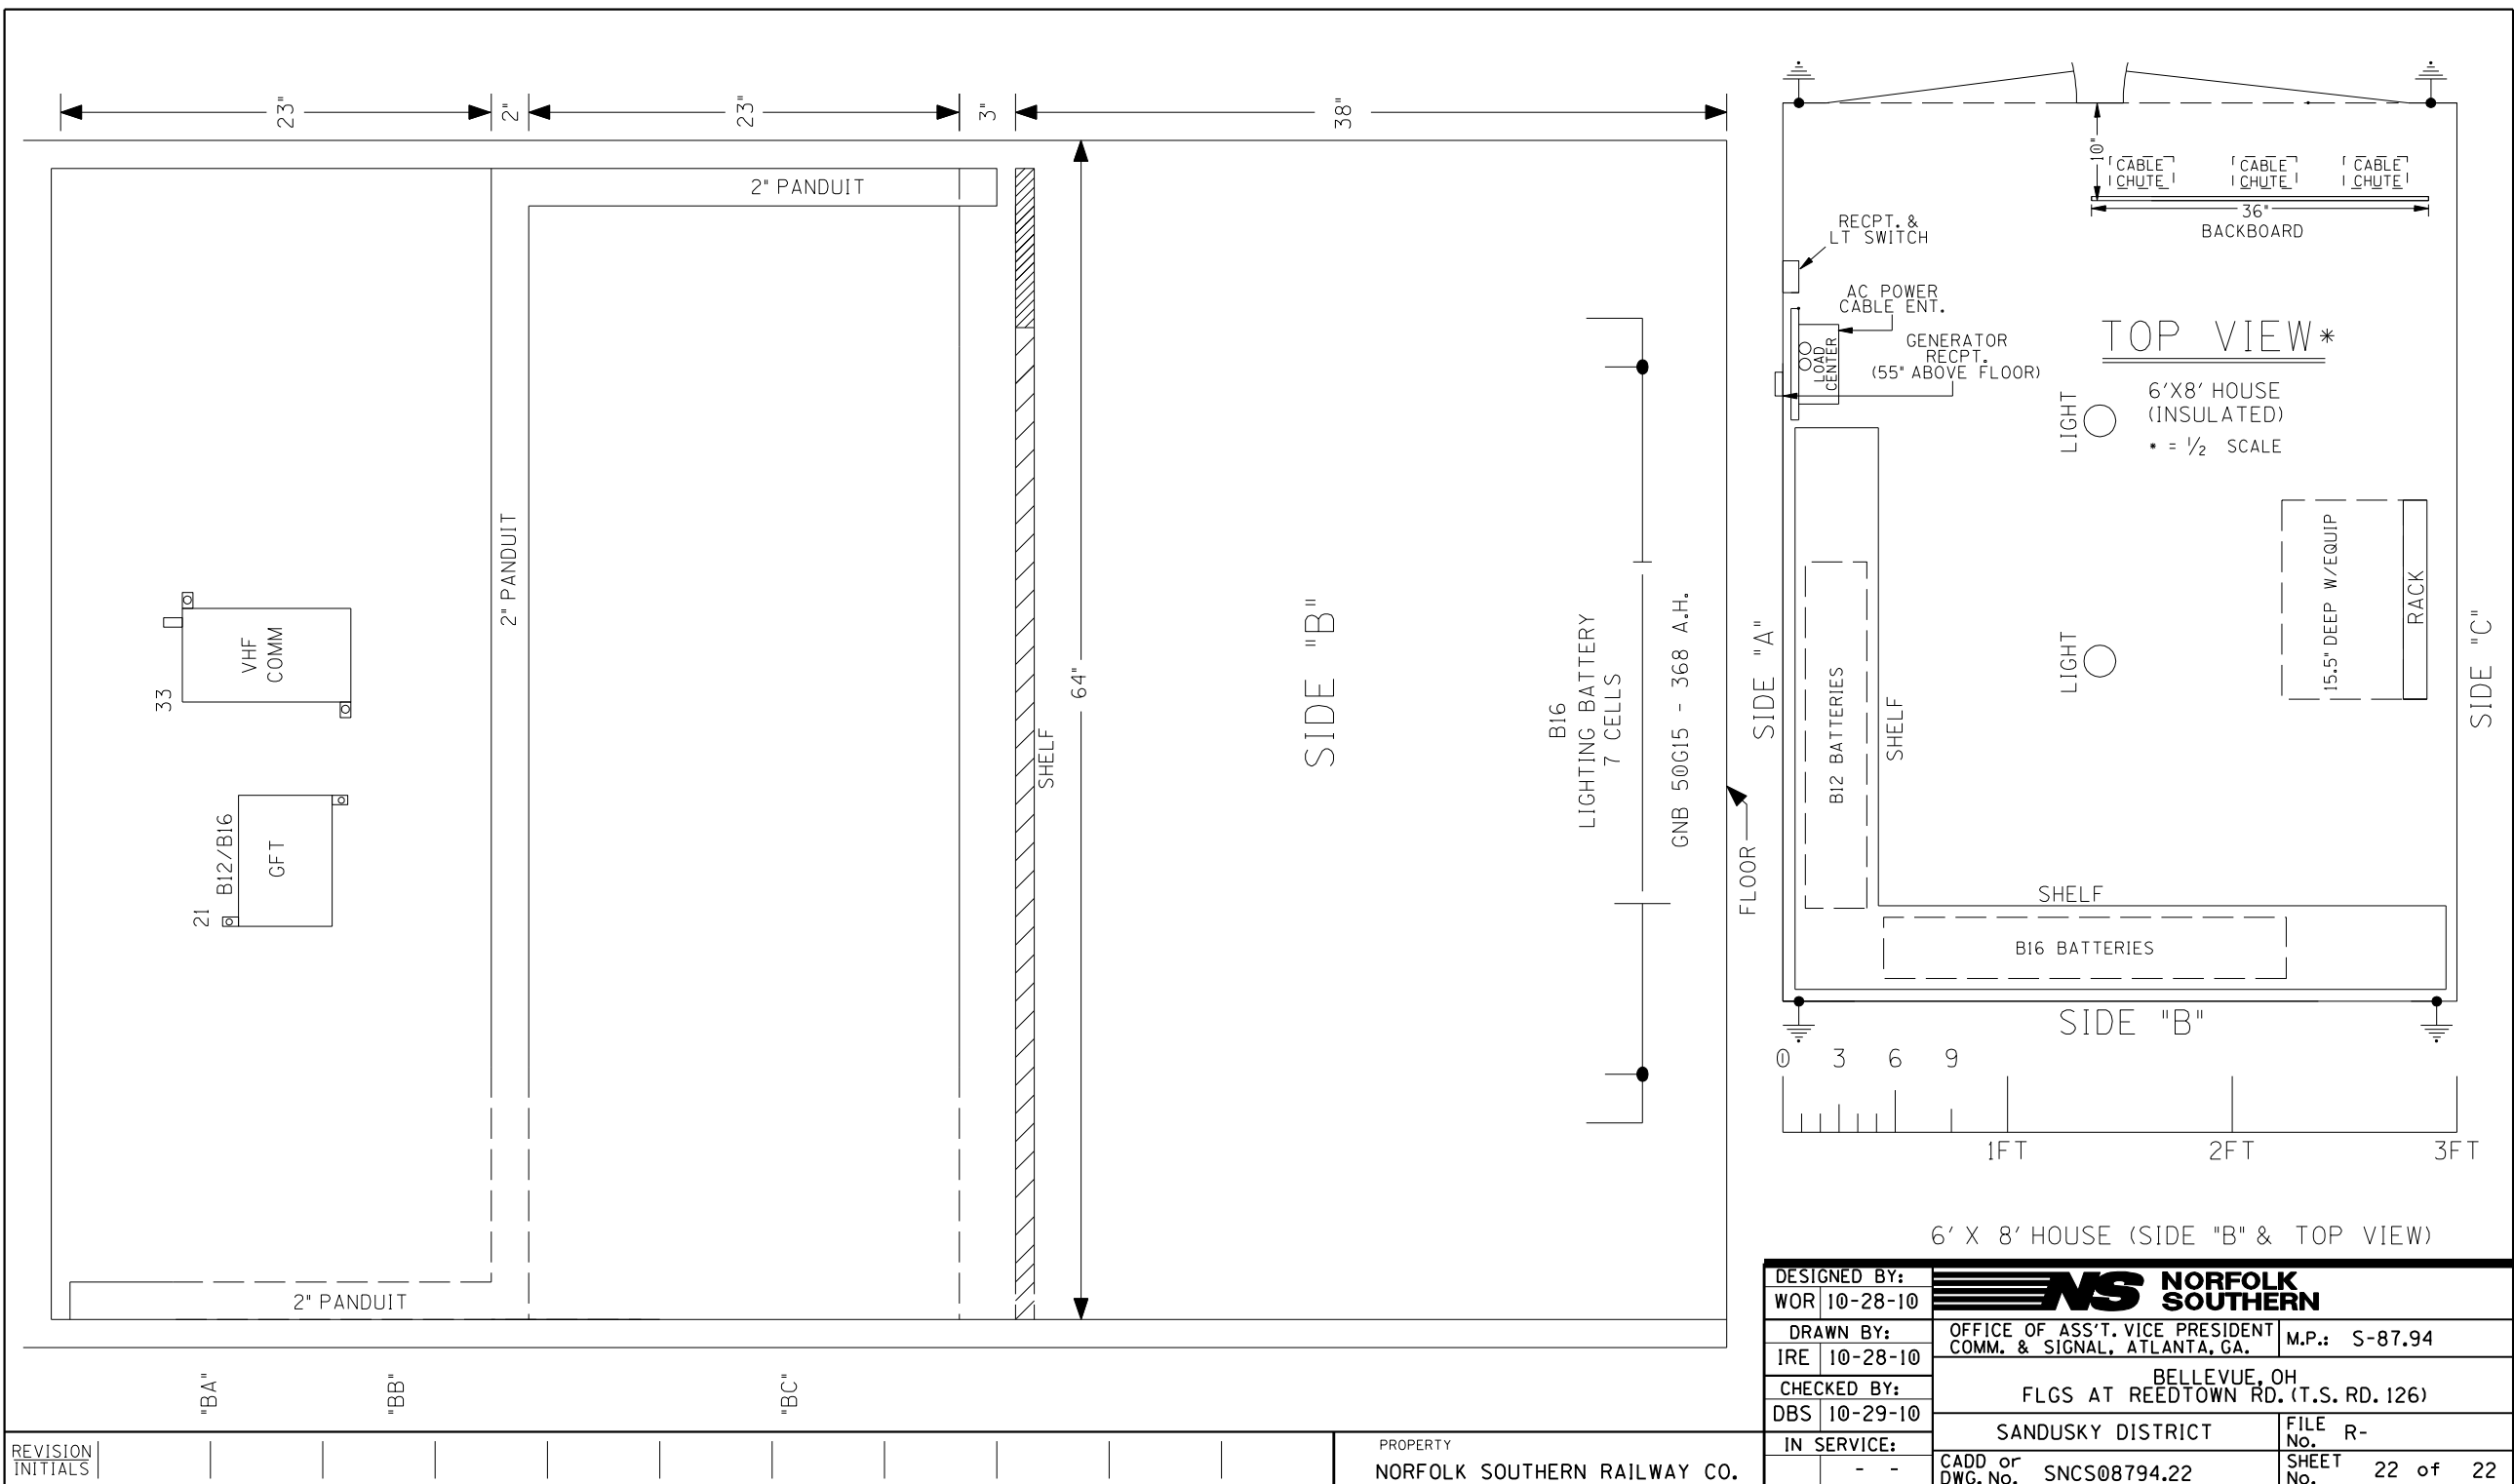 23"
2"
23"
3"
38"
2" PANDUIT
2" PANDUIT
2" PANDUIT
33
VHF
COMM
21
B12/B16
GFT
SHELF
64"
SIDE "B"
B16
LIGHTING BATTERY
7 CELLS
GNB 50G15 - 368 A.H.
FLOOR
"BA"
"BB"
"BC"
10"
CABLE
CHUTE
CABLE
CHUTE
CABLE
CHUTE
36"
BACKBOARD
RECPT. &
LT SWITCH
AC POWER
CABLE ENT.
GENERATOR
RECPT.
(55" ABOVE FLOOR)
LOAD
CENTER
TOP VIEW*
6'X8' HOUSE
(INSULATED)
* = 1/2 SCALE
LIGHT
LIGHT
15.5" DEEP W/EQUIP
RACK
SIDE "A"
SIDE "C"
B12 BATTERIES
SHELF
SHELF
B16 BATTERIES
SIDE "B"
0 3 6 9
1FT 2FT 3FT
6' X 8' HOUSE (SIDE "B" & TOP VIEW)
DESIGNED BY:
WOR 10-28-10
DRAWN BY:
IRE 10-28-10
CHECKED BY:
DBS 10-29-10
IN SERVICE:
- -
NS NORFOLK
SOUTHERN
OFFICE OF ASS'T. VICE PRESIDENT
COMM. & SIGNAL, ATLANTA, GA.
M.P.: S-87.94
BELLEVUE, OH
FLGS AT REEDTOWN RD. (T.S. RD. 126)
SANDUSKY DISTRICT
FILE
No. R-
CADD or
DWG. No. SNCS08794.22
SHEET
No. 22 of 22
REVISION
INITIALS
PROPERTY
NORFOLK SOUTHERN RAILWAY CO.